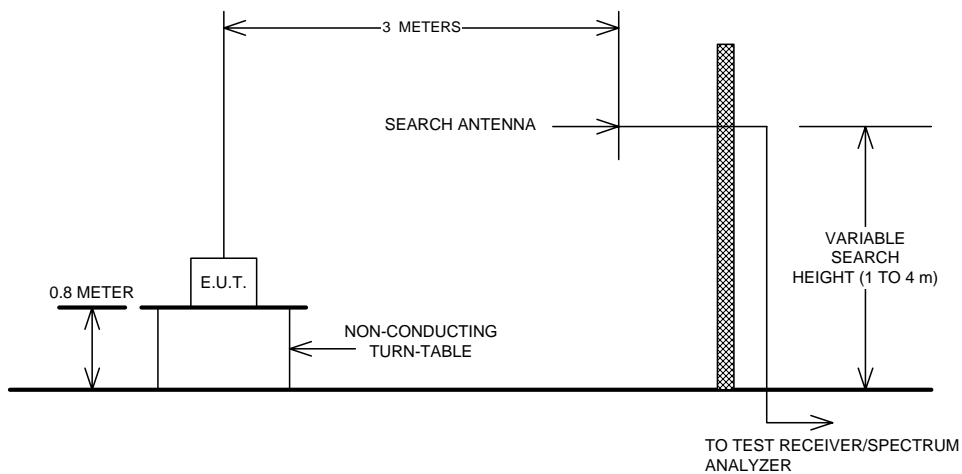 3 METERS
SEARCH ANTENNA
VARIABLE
SEARCH
HEIGHT (1 TO 4 m)
E.U.T.
0.8 METER
NON-CONDUCTING
TURN-TABLE
TO TEST RECEIVER/SPECTRUM
ANALYZER